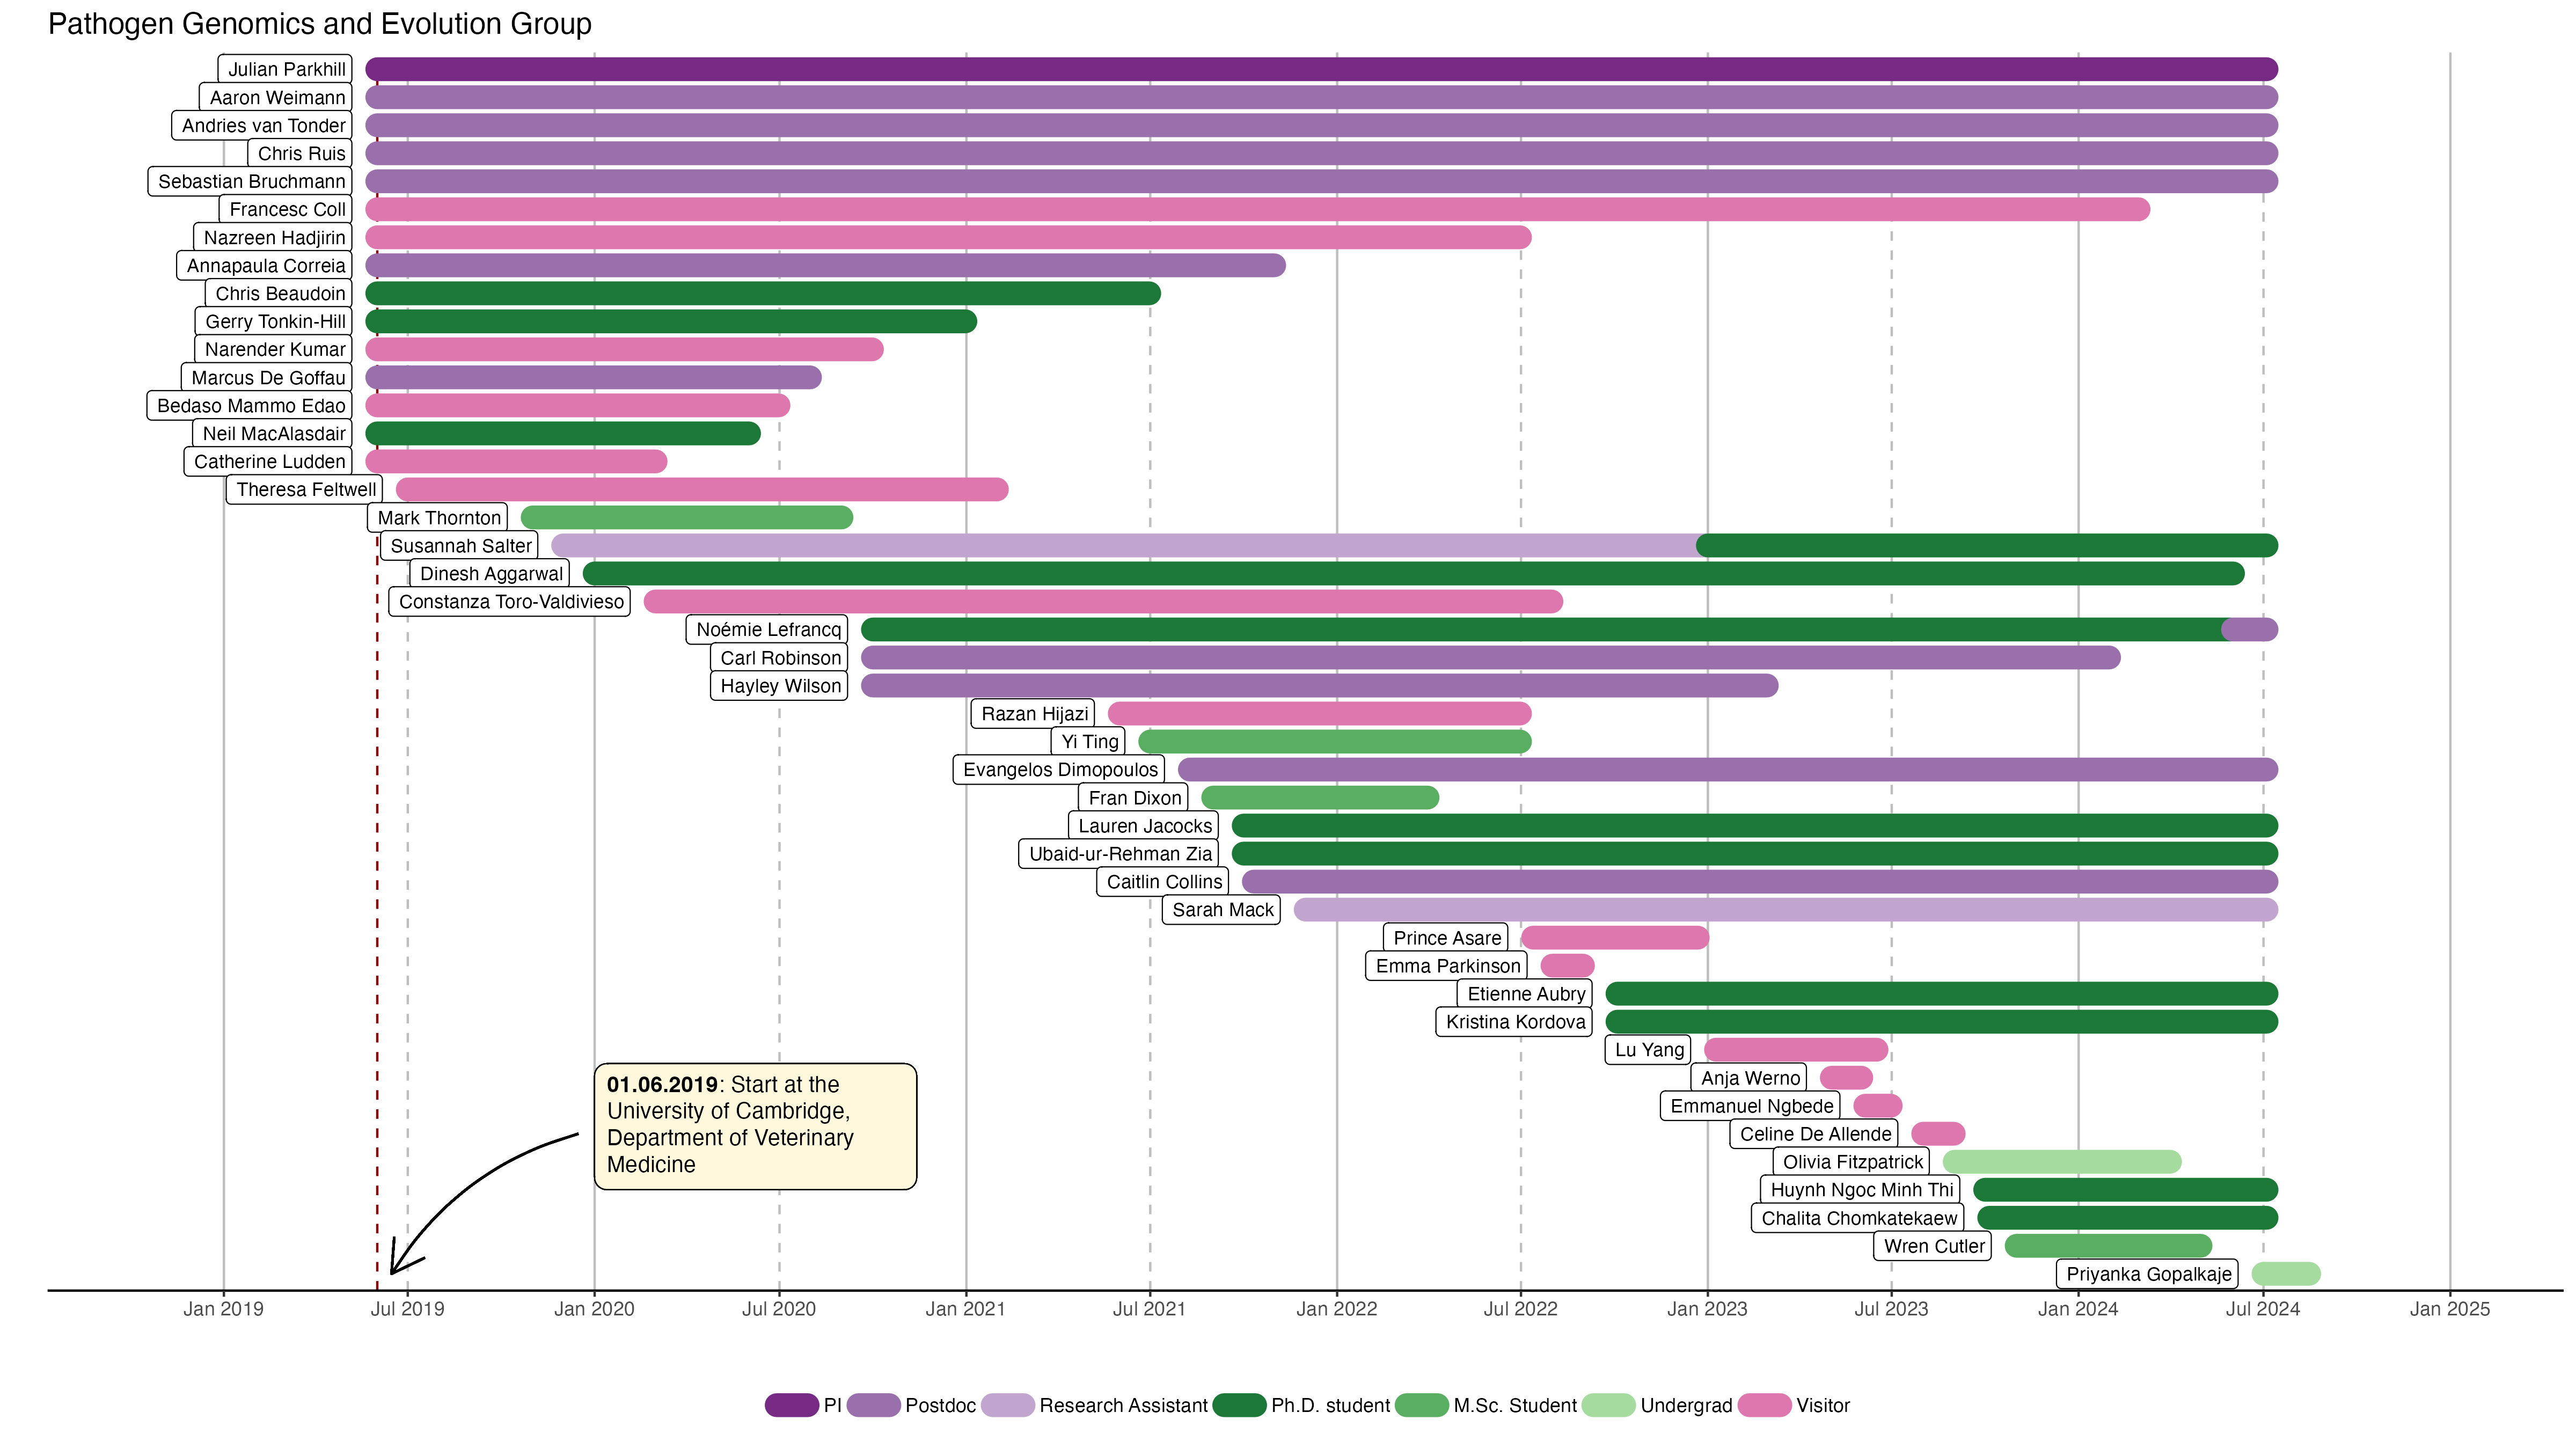 Pathogen Genomics and Evolution Group
Julian Parkhill
Aaron Weimann
Andries van Tonder
Chris Ruis
Sebastian Bruchmann
Francesc Coll
Nazreen Hadjirin
Annapaula Correia
Chris Beaudoin
Gerry Tonkin-Hill
Narender Kumar
Marcus De Goffau
Bedaso Mammo Edao
Neil MacAlasdair
Catherine Ludden
Theresa Feltwell
Mark Thornton
Susannah Salter
Dinesh Aggarwal
Constanza Toro-Valdivieso
Noémie Lefrancq
Carl Robinson
Hayley Wilson
Razan Hijazi
Yi Ting
Evangelos Dimopoulos
Fran Dixon
Lauren Jacocks
Ubaid-ur-Rehman Zia
Caitlin Collins
Sarah Mack
Prince Asare
Emma Parkinson
Etienne Aubry
Kristina Kordova
Lu Yang
Anja Werno
Emmanuel Ngbede
Celine De Allende
Olivia Fitzpatrick
Huynh Ngoc Minh Thi
Chalita Chomkatekaew
Wren Cutler
Priyanka Gopalkaje
01.06.2019: Start at the
University of Cambridge,
Department of Veterinary
Medicine
Jan 2019 Jul 2019 Jan 2020 Jul 2020 Jan 2021 Jul 2021 Jan 2022 Jul 2022 Jan 2023 Jul 2023 Jan 2024 Jul 2024 Jan 2025
PI Postdoc Research Assistant Ph.D. student M.Sc. Student Undergrad Visitor